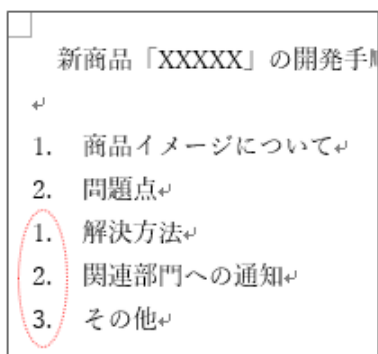 新商品「XXXXX」の開発手
1. 商品イメージについて
2. 問題点
1. 解決方法
2. 関連部門への通知
3. その他